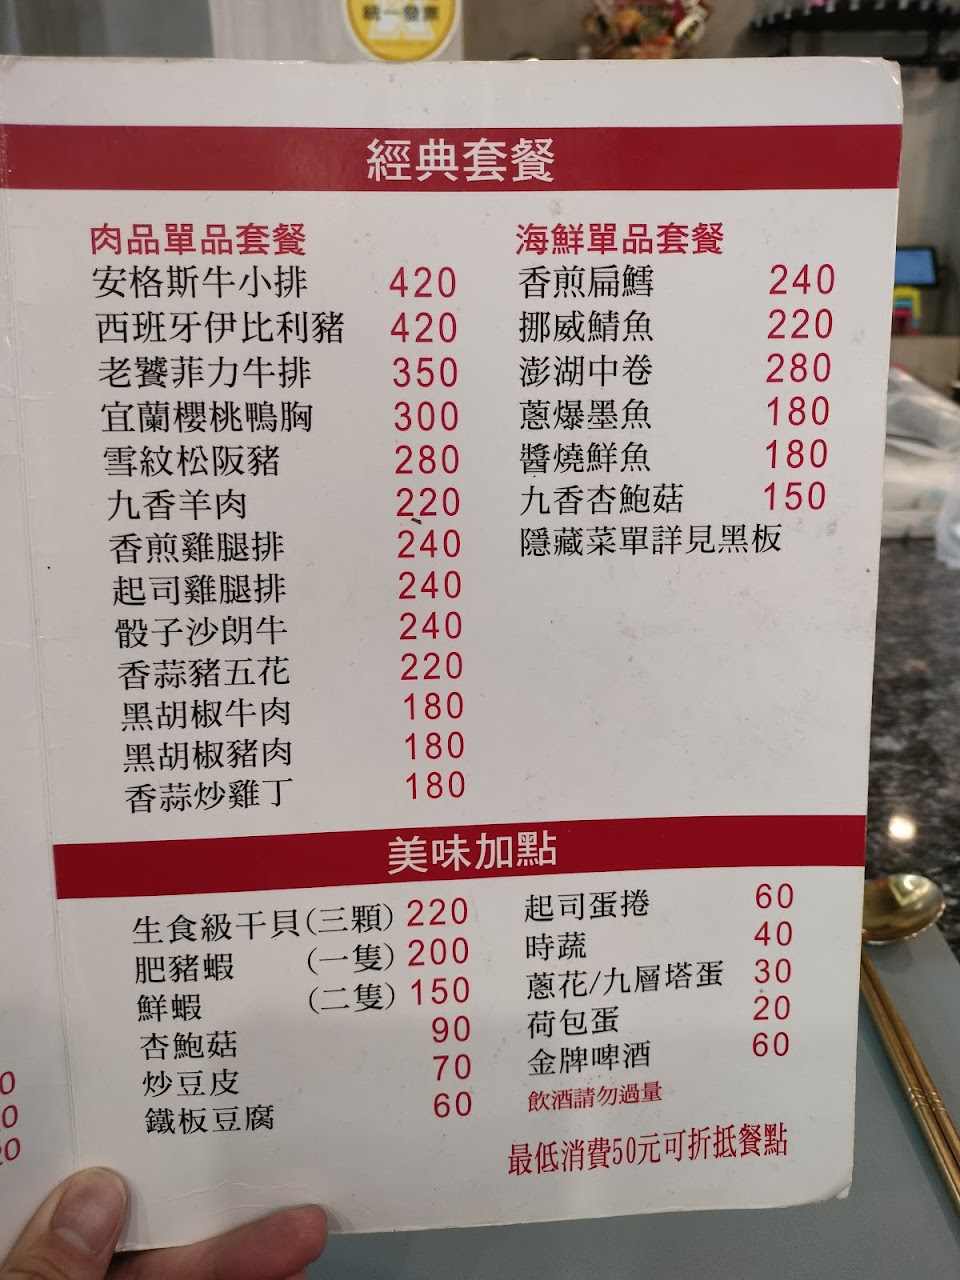 統一發票
經典套餐
肉品單品套餐
安格斯牛小排 420
西班牙伊比利豬 420
老饕菲力牛排 350
宜蘭櫻桃鴨胸 300
雪紋松阪豬 280
九香羊肉 220
香煎雞腿排 240
起司雞腿排 240
骰子沙朗牛 240
香蒜豬五花 220
黑胡椒牛肉 180
黑胡椒豬肉 180
香蒜炒雞丁 180
海鮮單品套餐
香煎扁鱈 240
挪威鯖魚 220
澎湖中卷 280
蔥爆墨魚 180
醬燒鮮魚 180
九香杏鮑菇 150
隱藏菜單詳見黑板
美味加點
生食級干貝(三顆) 220
肥豬蝦 (一隻) 200
鮮蝦 (二隻) 150
杏鮑菇 90
炒豆皮 70
鐵板豆腐 60
起司蛋捲 60
時蔬 40
蔥花/九層塔蛋 30
荷包蛋 20
金牌啤酒 60
飲酒請勿過量
最低消費50元可折抵餐點